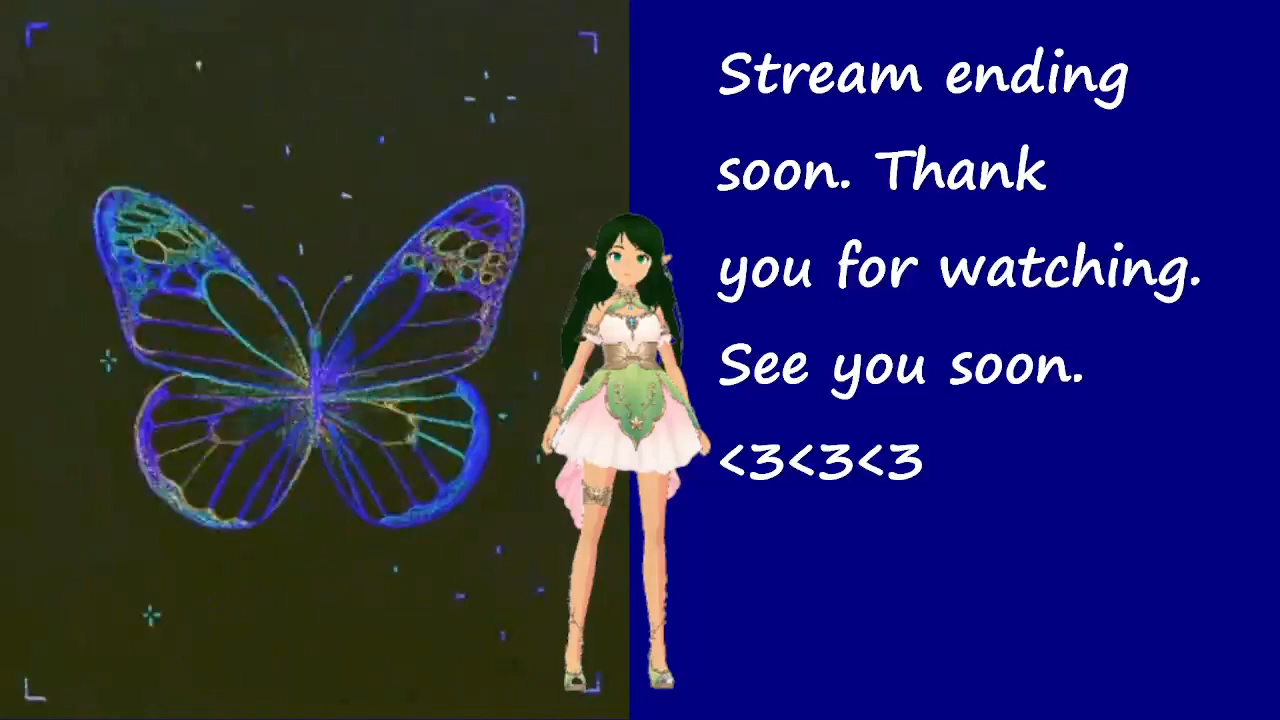 Stream ending
soon. Thank
you for watching.
See you soon.
<3<3<3